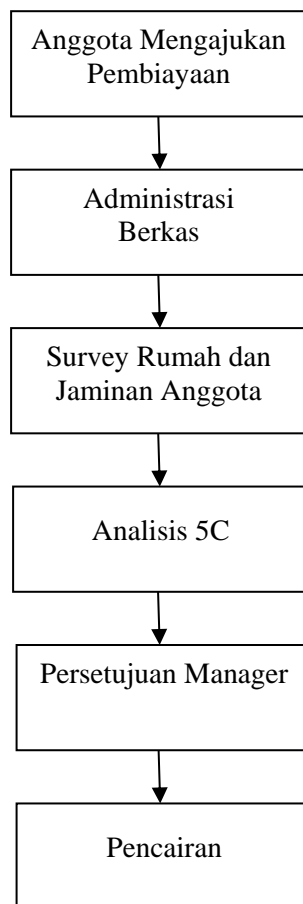 Anggota Mengajukan
Pembiayaan
Administrasi
Berkas
Survey Rumah dan
Jaminan Anggota
Analisis 5C
Persetujuan Manager
Pencairan